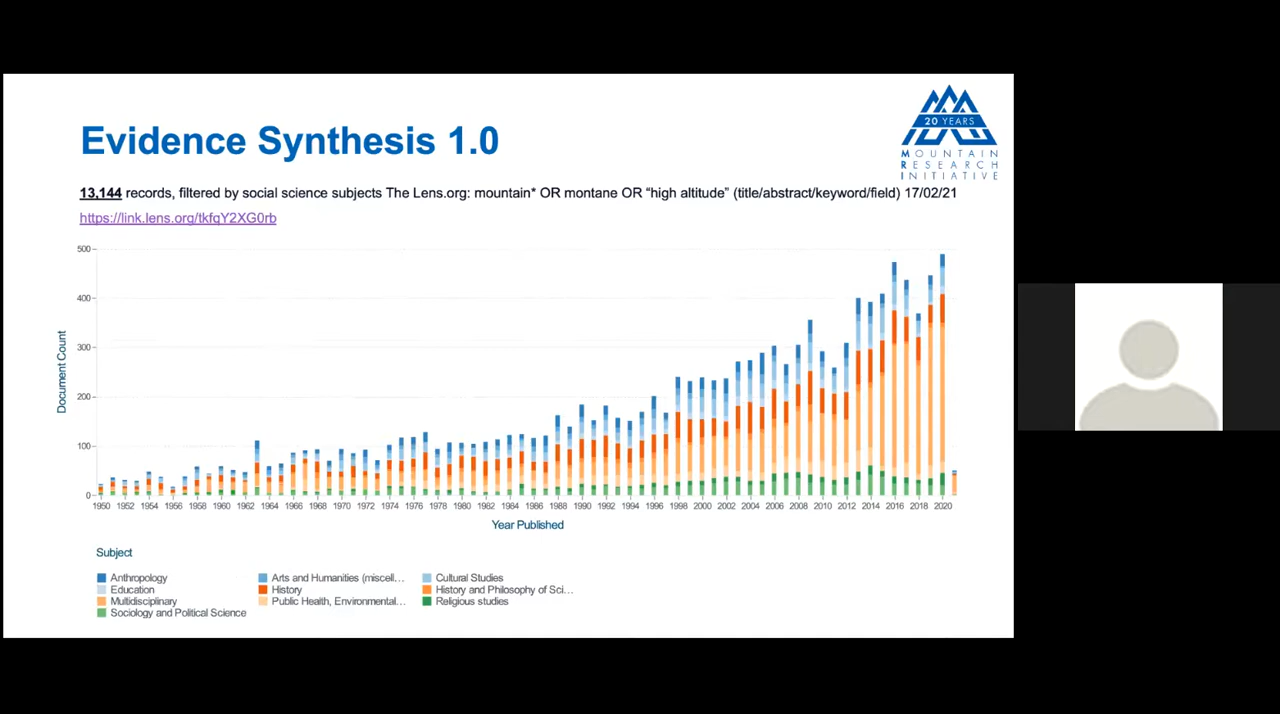 Evidence Synthesis 1.0
20 YEARS
MOUNTAIN
RESEARCH
INITIATIVE
13,144 records, filtered by social science subjects The Lens.org: mountain* OR montane OR “high altitude” (title/abstract/keyword/field) 17/02/21
https://link.lens.org/tkfqY2XG0rb
500
400
300
200
100
0
Document Count
1950 1952 1954 1956 1958 1960 1962 1964 1966 1968 1970 1972 1974 1976 1978 1980 1982 1984 1986 1988 1990 1992 1994 1996 1998 2000 2002 2004 2006 2008 2010 2012 2014 2016 2018 2020
Year Published
Subject
Anthropology Arts and Humanities (miscell... Cultural Studies
Education History History and Philosophy of Sci...
Multidisciplinary Public Health, Environmental... Religious studies
Sociology and Political Science